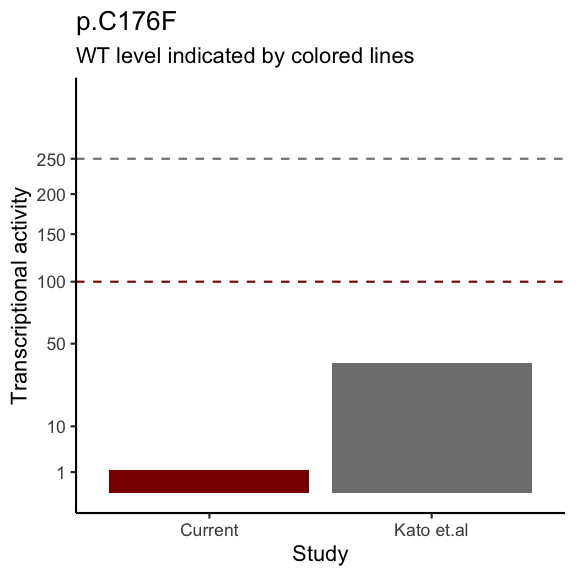 p.C176F
WT level indicated by colored lines
Transcriptional activity
250
200
150
100
50
10
1
Current
Kato et.al
Study